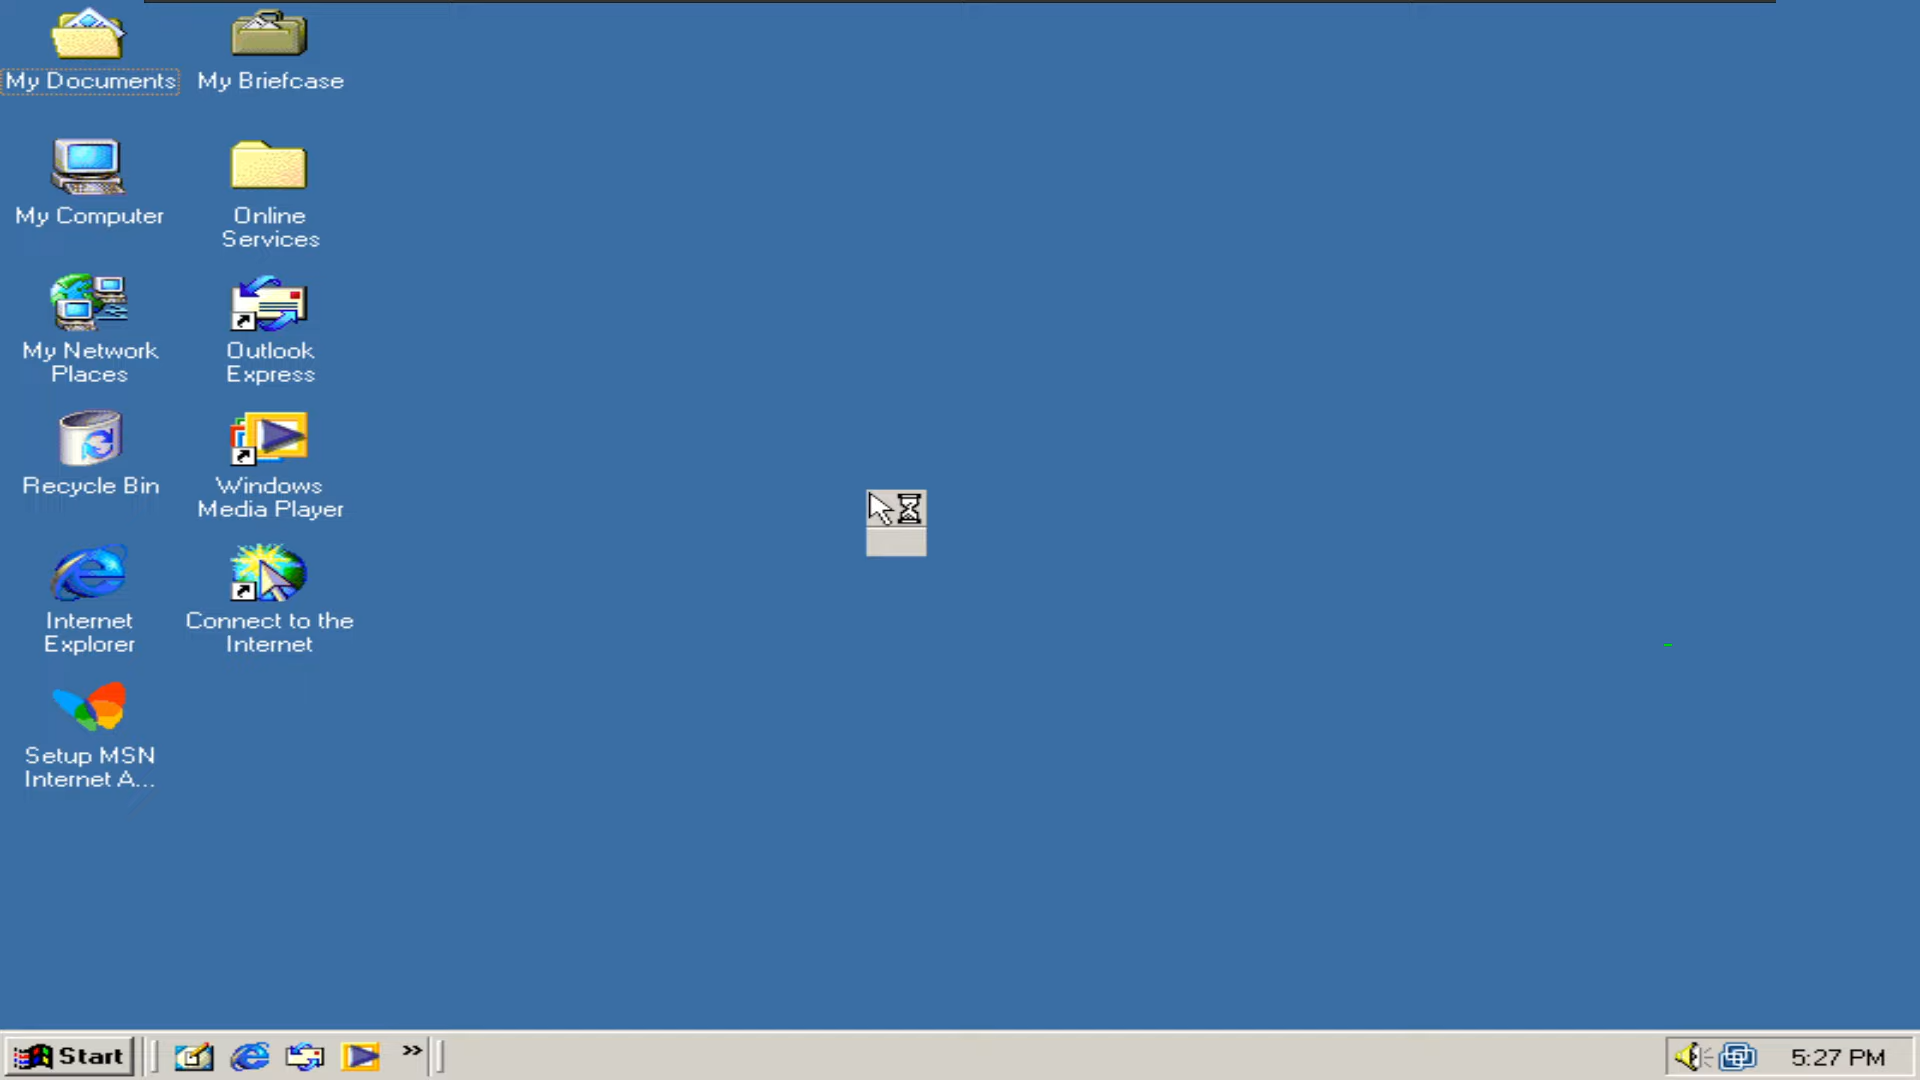 My Documents
My Briefcase
My Computer
Online
Services
My Network
Places
Outlook
Express
Recycle Bin
Windows
Media Player
Internet
Explorer
Connect to the
Internet
Setup MSN
Internet A...
Start
»
5:27 PM